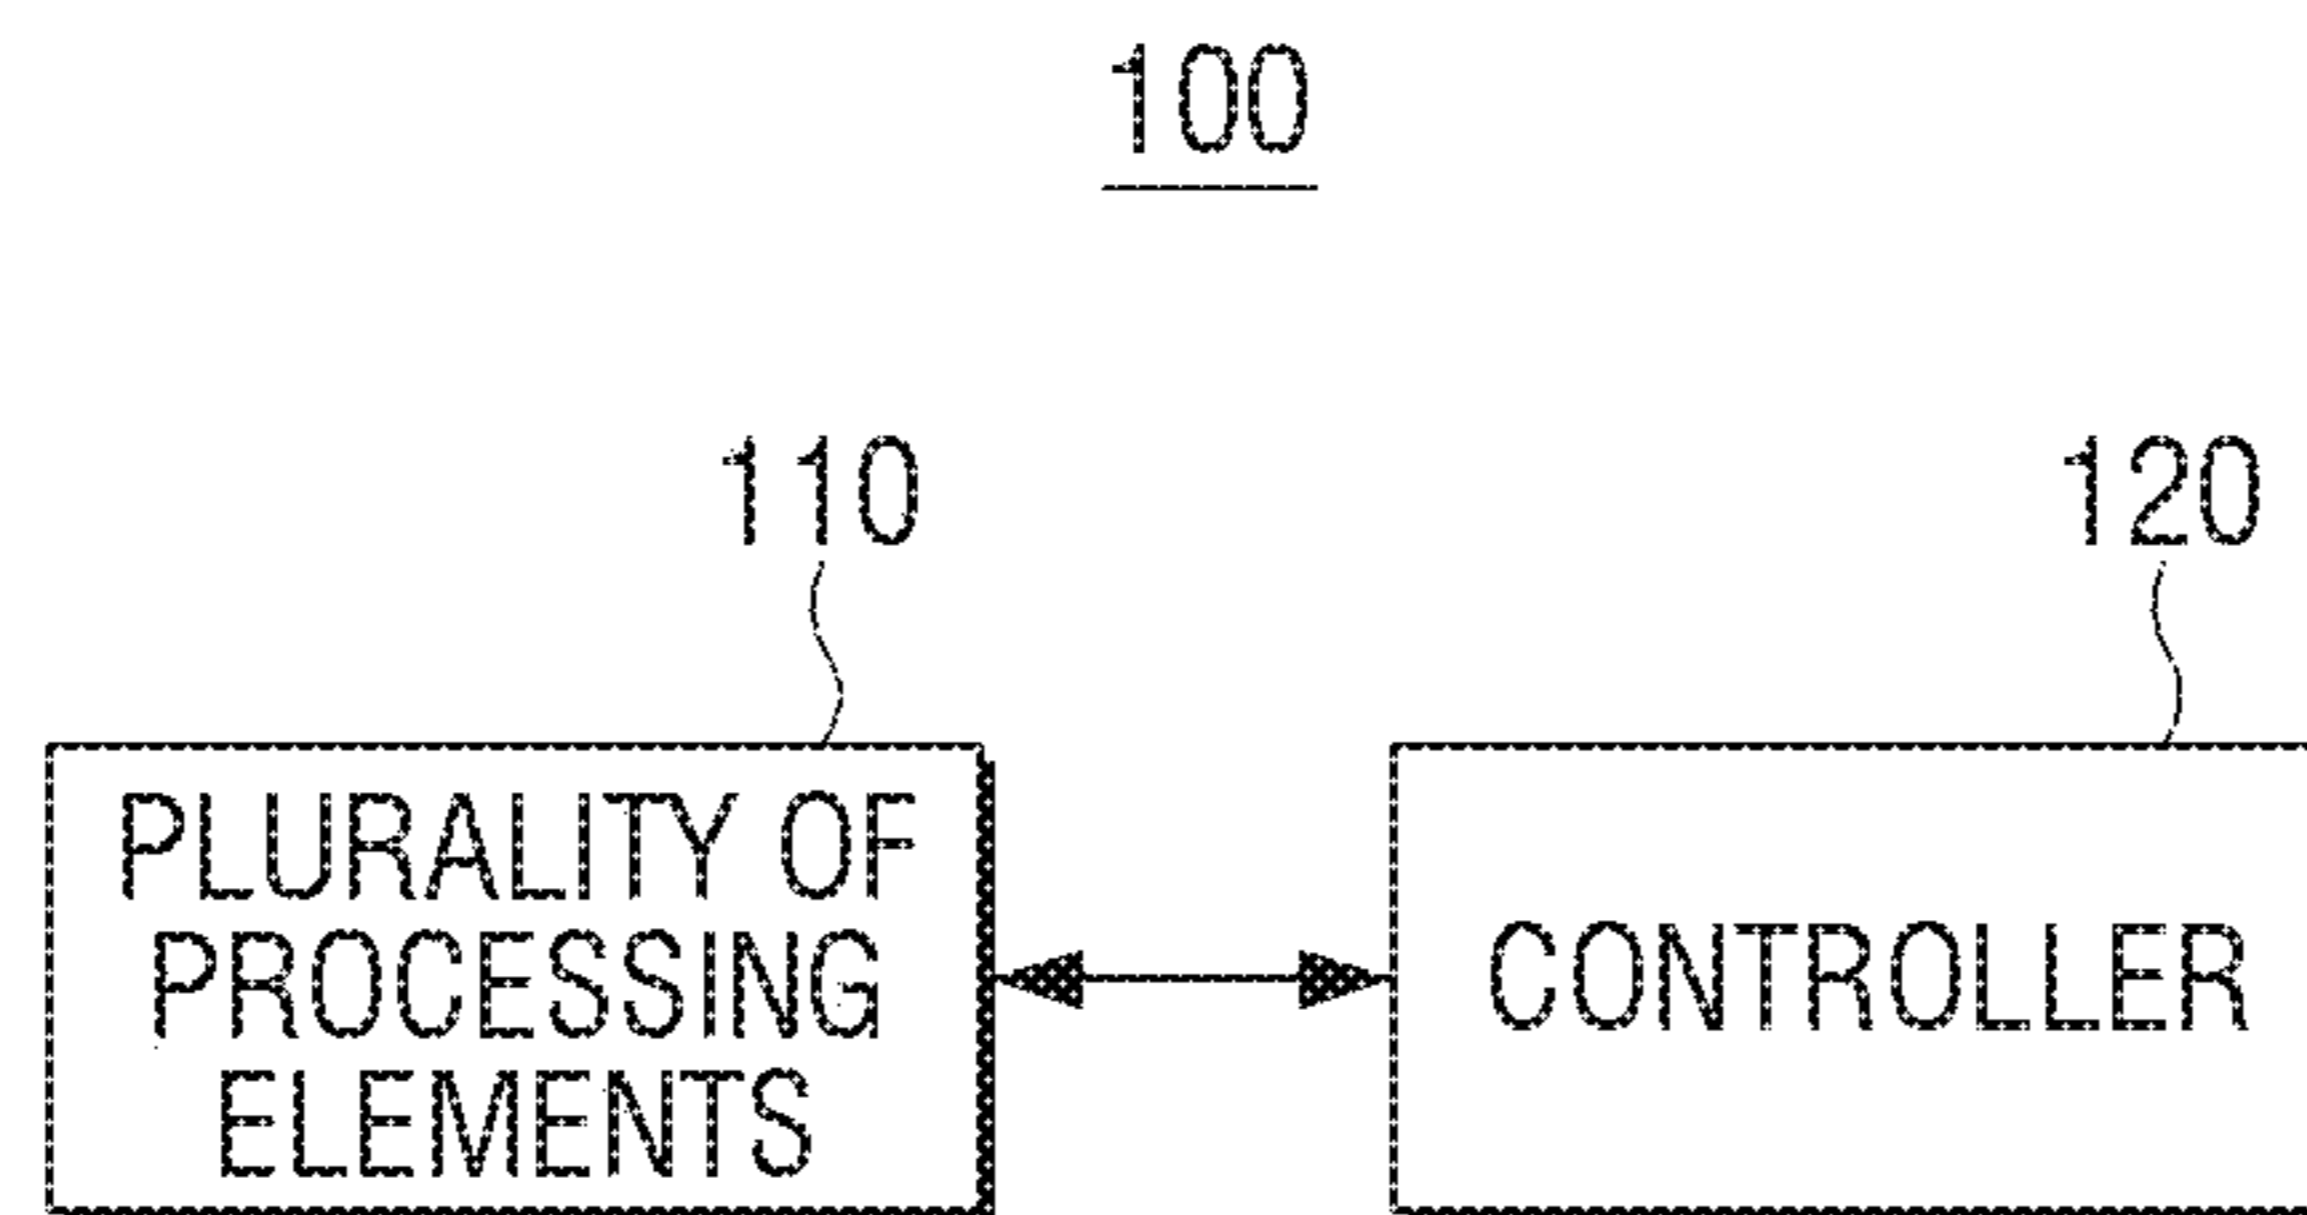 100
110
120
PLURALITY OF
PROCESSING
ELEMENTS
CONTROLLER